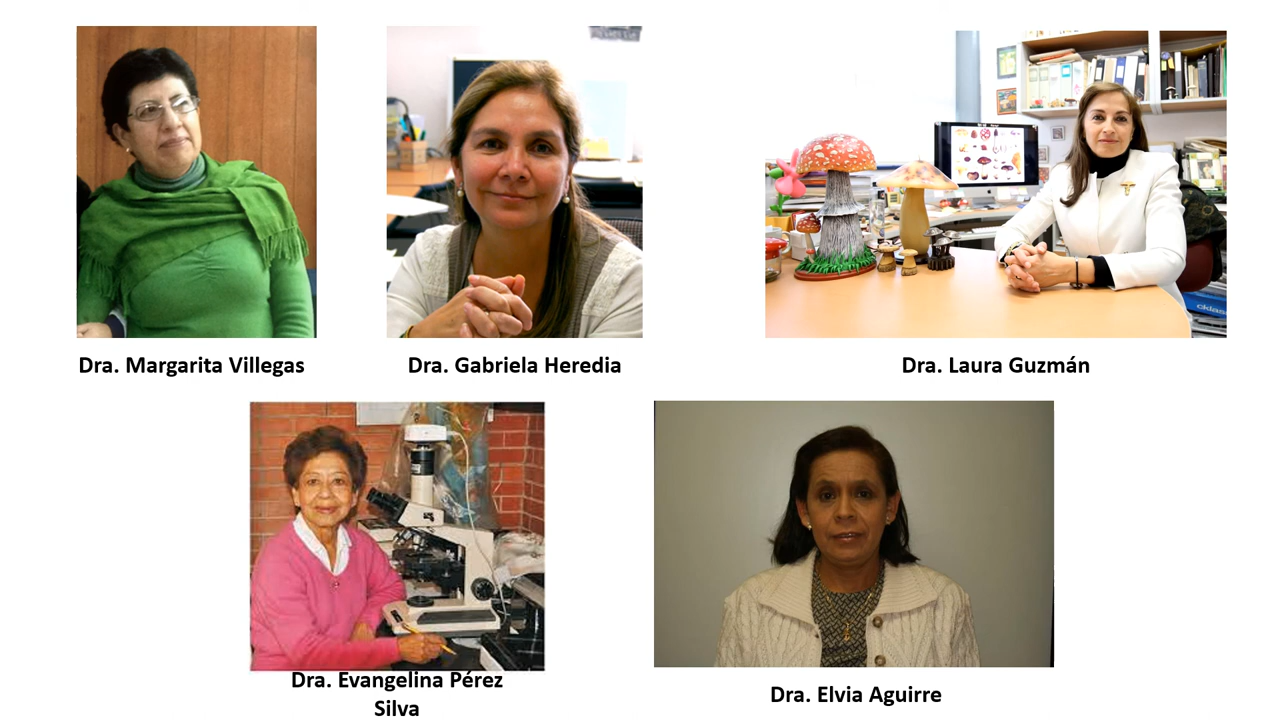 Dra. Margarita Villegas
Dra. Gabriela Heredia
Dra. Laura Guzmán
Dra. Evangelina Pérez
Silva
Dra. Elvia Aguirre